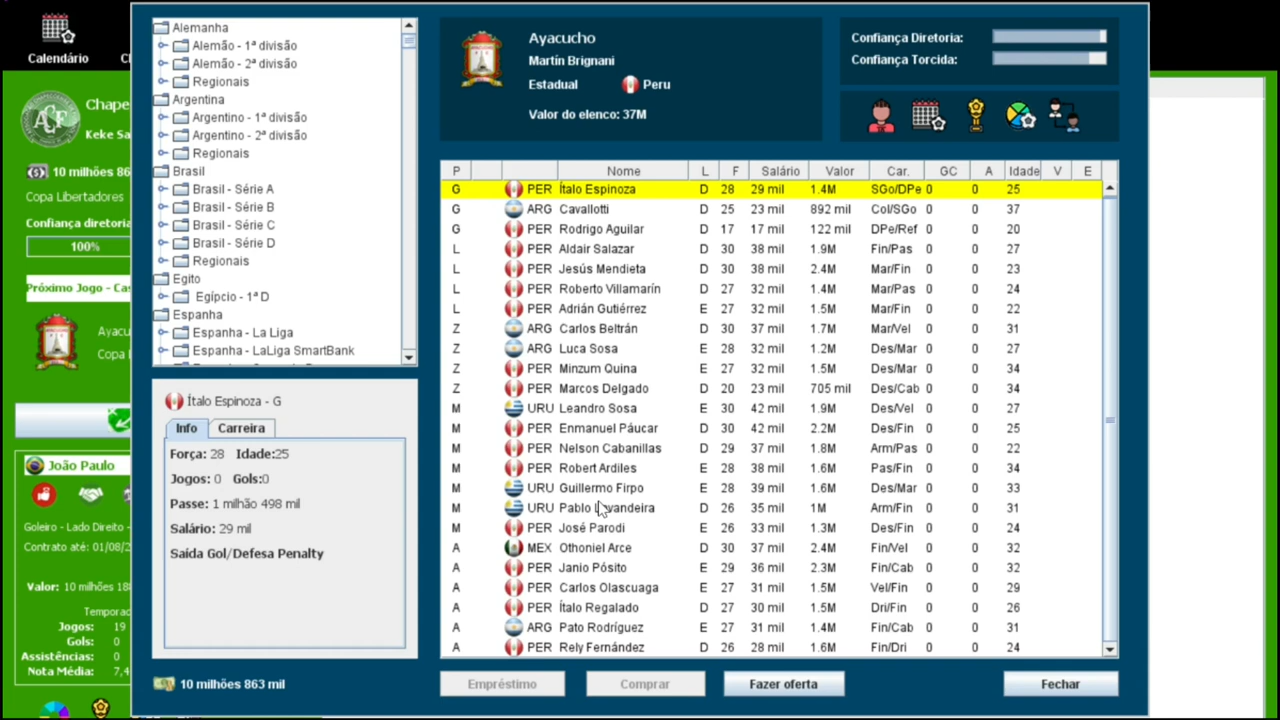 Calendário
Chape
Keke Sa
10 milhões 86
Copa Libertadores
Confiança diretoria:
100%
Próximo Jogo - Cas
Ayacu
Copa
João Paulo
Goleiro - Lado Direito -
Contrato até: 01/08/2
Valor: 10 milhões 18
Temporad
Jogos: 19
Gols: 0
Assistências: 0
Nota Média: 7,4
Alemanha
Alemão - 1ª divisão
Alemão - 2ª divisão
Regionais
Argentina
Argentino - 1ª divisão
Argentino - 2ª divisão
Regionais
Brasil
Brasil - Série A
Brasil - Série B
Brasil - Série C
Brasil - Série D
Regionais
Egito
Egípcio - 1ª D
Espanha
Espanha - La Liga
Espanha - LaLiga SmartBank
Ítalo Espinoza - G
Info Carreira
Força: 28 Idade:25
Jogos: 0 Gols:0
Passe: 1 milhão 498 mil
Salário: 29 mil
Saída Gol/Defesa Penalty
10 milhões 863 mil
Ayacucho
Martín Brignani
Estadual Peru
Valor do elenco: 37M
Confiança Diretoria:
Confiança Torcida:
P Nome L F Salário Valor Car. GC A Idade V E
G PER Ítalo Espinoza D 28 29 mil 1.4M SGo/DPe 0 0 25
G ARG Cavallotti D 25 23 mil 892 mil Col/SGo 0 0 37
G PER Rodrigo Aguilar D 17 17 mil 122 mil DPe/Ref 0 0 20
L PER Aldair Salazar D 30 38 mil 1.9M Fin/Pas 0 0 27
L PER Jesús Mendieta D 30 38 mil 2.4M Mar/Fin 0 0 23
L PER Roberto Villamarín D 27 32 mil 1.4M Mar/Pas 0 0 24
L PER Adrián Gutiérrez E 27 32 mil 1.5M Mar/Fin 0 0 22
Z ARG Carlos Beltrán D 30 37 mil 1.7M Mar/Vel 0 0 31
Z ARG Luca Sosa E 28 32 mil 1.2M Des/Mar 0 0 27
Z PER Minzum Quina E 27 32 mil 1.5M Des/Mar 0 0 34
Z PER Marcos Delgado D 20 23 mil 705 mil Des/Cab 0 0 34
M URU Leandro Sosa E 30 42 mil 1.9M Des/Vel 0 0 27
M PER Enmanuel Páucar D 30 42 mil 2.2M Des/Mar 0 0 25
M PER Nelson Cabanillas D 29 37 mil 1.8M Arm/Pas 0 0 22
M PER Robert Ardiles E 28 38 mil 1.6M Pas/Fin 0 0 34
M URU Guillermo Firpo E 28 39 mil 1.6M Des/Mar 0 0 33
M URU Pablo Lavandeira D 26 35 mil 1M Arm/Fin 0 0 31
M PER José Parodi E 26 33 mil 1.3M Des/Fin 0 0 24
A MEX Othoniel Arce D 30 37 mil 2.4M Fin/Vel 0 0 32
A PER Janio Pósito E 29 36 mil 2.3M Fin/Cab 0 0 32
A PER Carlos Olascuaga E 27 31 mil 1.5M Vel/Fin 0 0 29
A PER Ítalo Regalado D 27 30 mil 1.5M Dri/Fin 0 0 26
A ARG Pato Rodríguez E 27 31 mil 1.4M Fin/Cab 0 0 31
A PER Rely Fernández D 26 28 mil 1.6M Fin/Dri 0 0 24
Empréstimo Comprar Fazer oferta Fechar